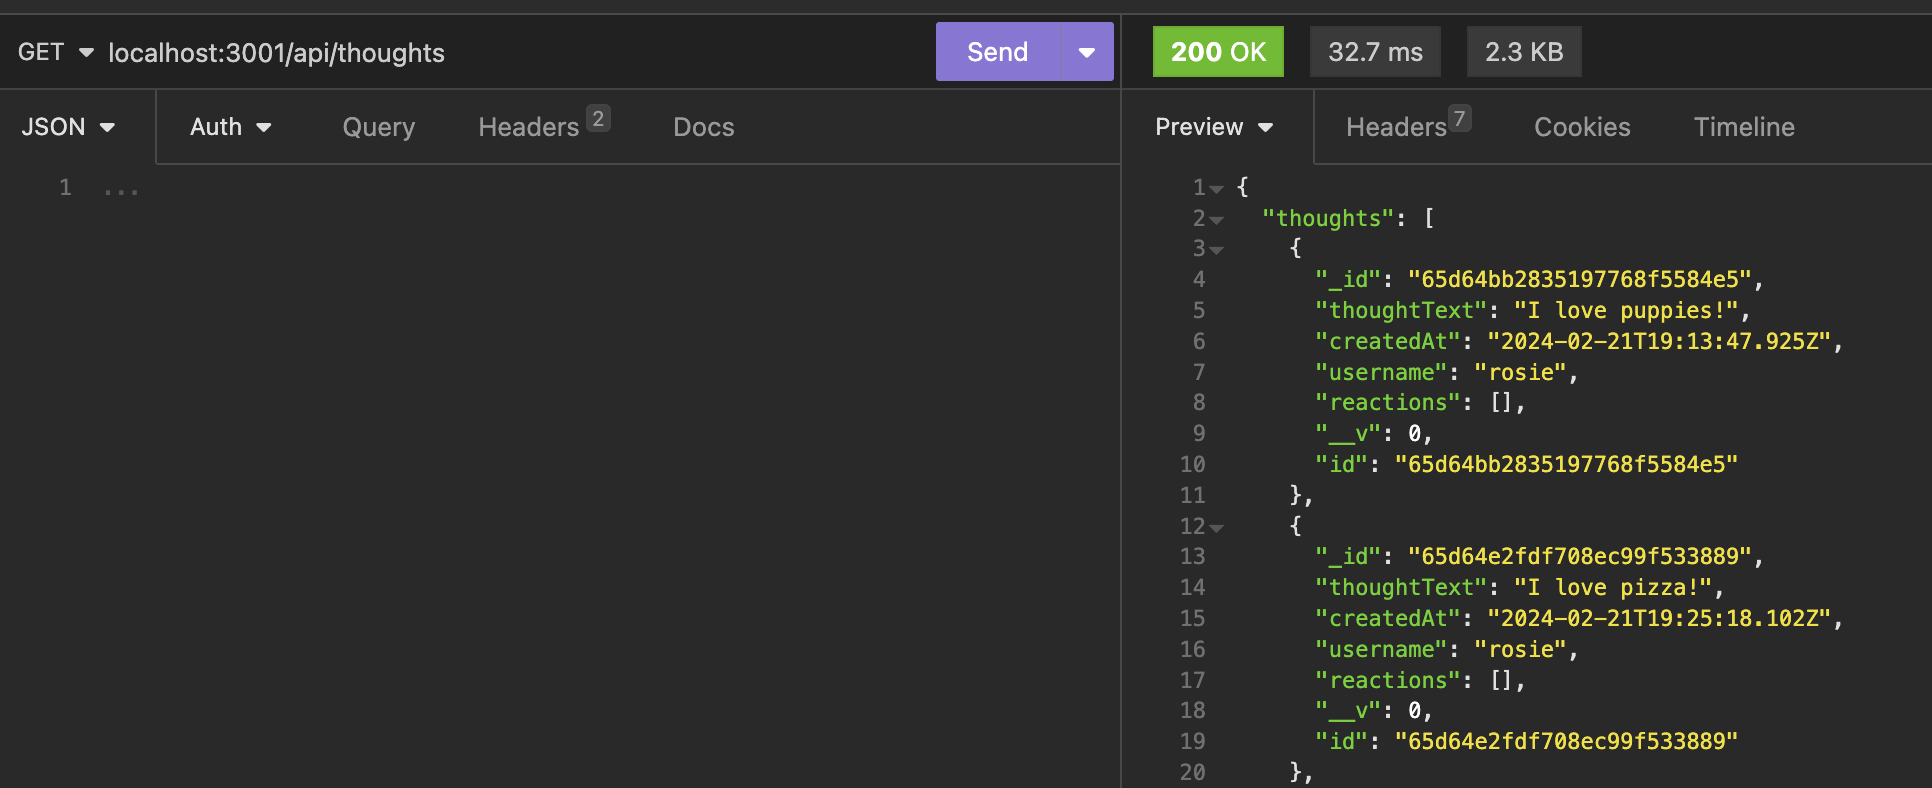 GET localhost:3001/api/thoughts Send
200 OK 32.7 ms 2.3 KB
JSON Auth Query Headers 2 Docs
Preview Headers 7 Cookies Timeline
1 ...
1 {
2 "thoughts": [
3 {
4 "_id": "65d64bb2835197768f5584e5",
5 "thoughtText": "I love puppies!",
6 "createdAt": "2024-02-21T19:13:47.925Z",
7 "username": "rosie",
8 "reactions": [],
9 "__v": 0,
10 "id": "65d64bb2835197768f5584e5"
11 },
12 {
13 "_id": "65d64e2fdf708ec99f533889",
14 "thoughtText": "I love pizza!",
15 "createdAt": "2024-02-21T19:25:18.102Z",
16 "username": "rosie",
17 "reactions": [],
18 "__v": 0,
19 "id": "65d64e2fdf708ec99f533889"
20 },